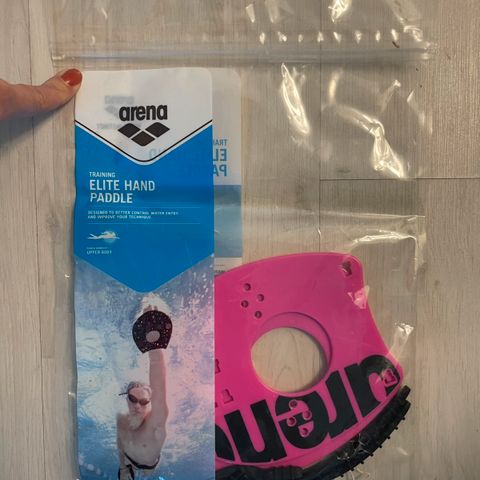 arena
TRAINING
ELITE HAND
PADDLE
DESIGNED TO BETTER CONTROL WATER ENTRY
AND IMPROVE YOUR TECHNIQUE
UPPER BODY
arena